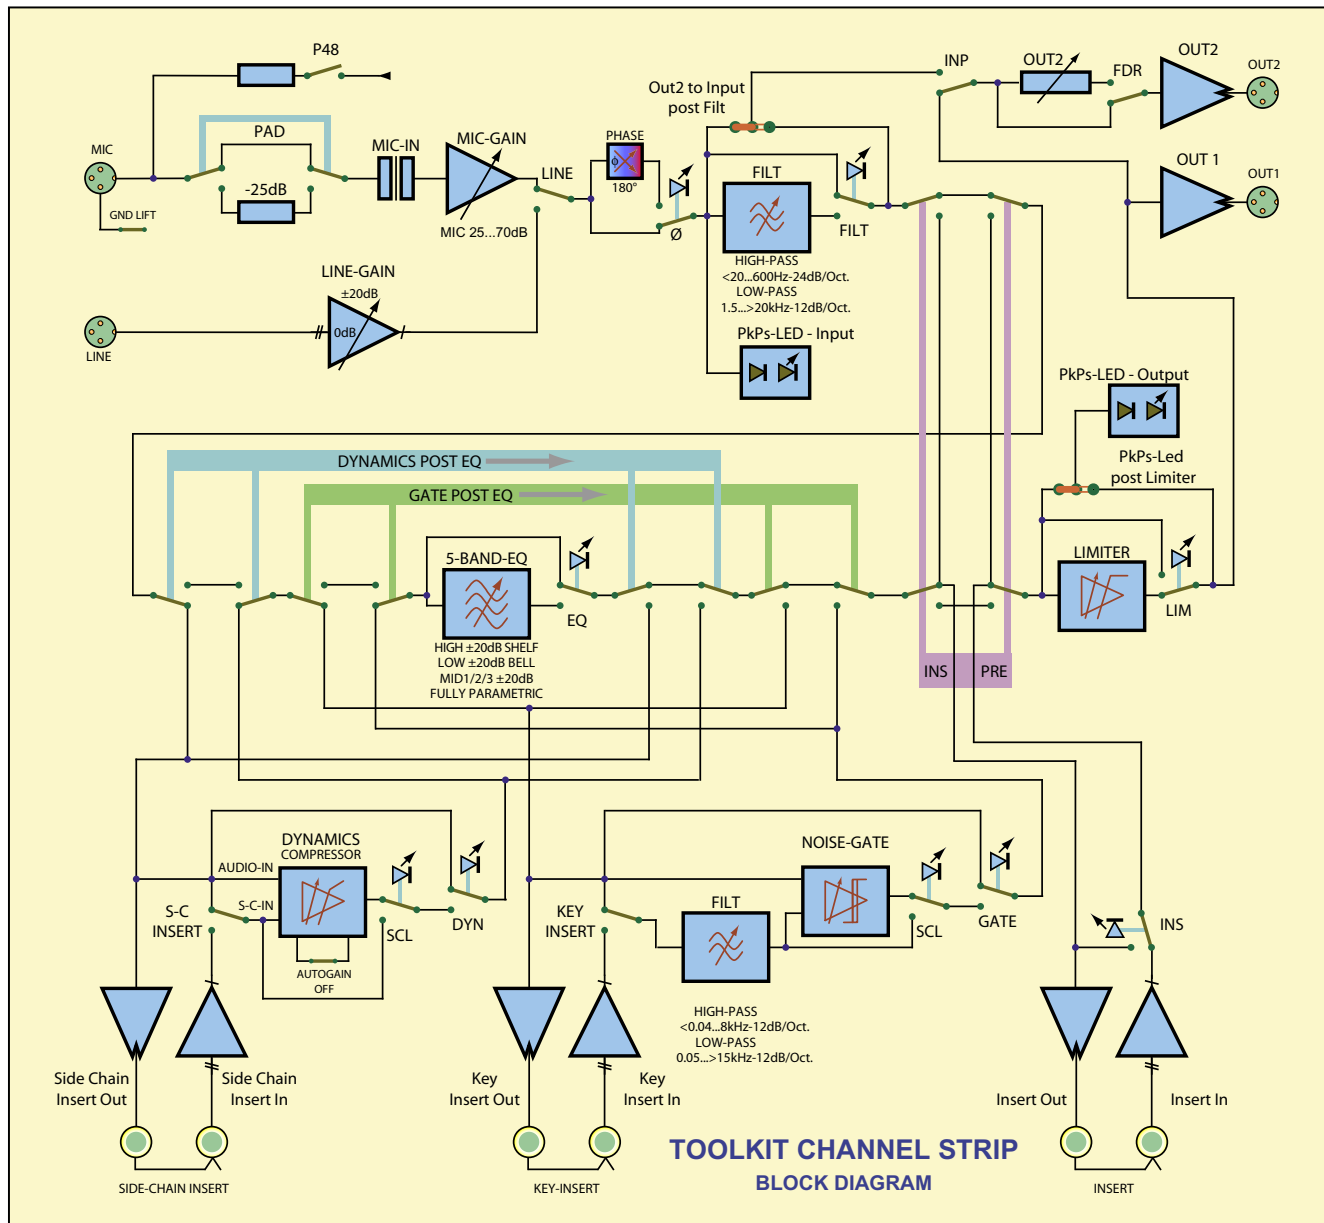 P48
INP
OUT2
FDR
OUT2
OUT2
Out2 to Input
post Filt
MIC
PAD
-25dB
GND LIFT
MIC-IN
MIC-GAIN
MIC 25...70dB
LINE
PHASE
ϕ
180°
Ø
FILT
FILT
HIGH-PASS
<20...600Hz-24dB/Oct.
LOW-PASS
1.5...>20kHz-12dB/Oct.
OUT 1
OUT1
LINE-GAIN
±20dB
0dB
LINE
PkPs-LED - Input
PkPs-LED - Output
PkPs-Led
post Limiter
DYNAMICS POST EQ
GATE POST EQ
5-BAND-EQ
EQ
HIGH ±20dB SHELF
LOW ±20dB BELL
MID1/2/3 ±20dB
FULLY PARAMETRIC
LIMITER
LIM
INS
PRE
DYNAMICS
COMPRESSOR
AUDIO-IN
S-C-IN
S-C
INSERT
AUTOGAIN
OFF
SCL
DYN
NOISE-GATE
FILT
KEY
INSERT
SCL
GATE
INS
HIGH-PASS
<0.04...8kHz-12dB/Oct.
LOW-PASS
0.05...>15kHz-12dB/Oct.
Side Chain
Insert Out
Side Chain
Insert In
Key
Insert Out
Key
Insert In
Insert Out
Insert In
SIDE-CHAIN INSERT
KEY-INSERT
INSERT
TOOLKIT CHANNEL STRIP
BLOCK DIAGRAM